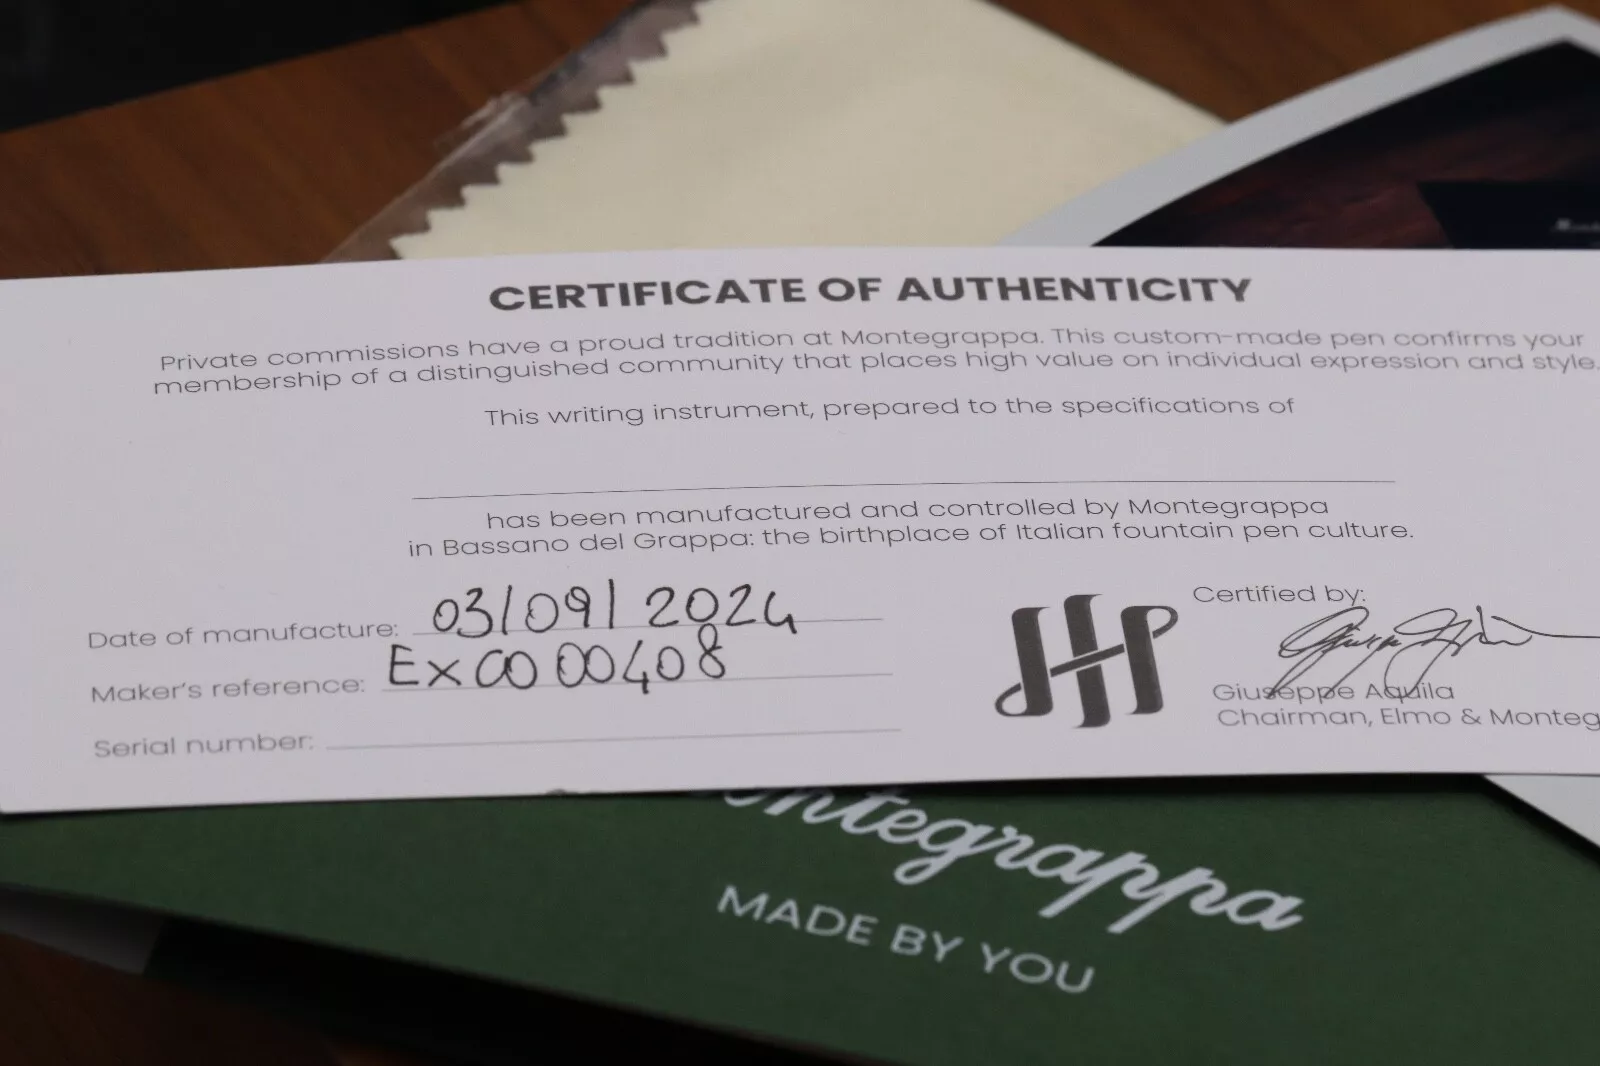 CERTIFICATE OF AUTHENTICITY
Private commissions have a proud tradition at Montegrappa. This custom-made pen confirms your
membership of a distinguished community that places high value on individual expression and style.
This writing instrument, prepared to the specifications of
has been manufactured and controlled by Montegrappa
in Bassano del Grappa: the birthplace of Italian fountain pen culture.
Date of manufacture: 03/09/2024
Maker's reference: EXCO 00408
Serial number:
Certified by:
Giuseppe Aquila
Chairman, Elmo & Monteg
ntegrappa
MADE BY YOU